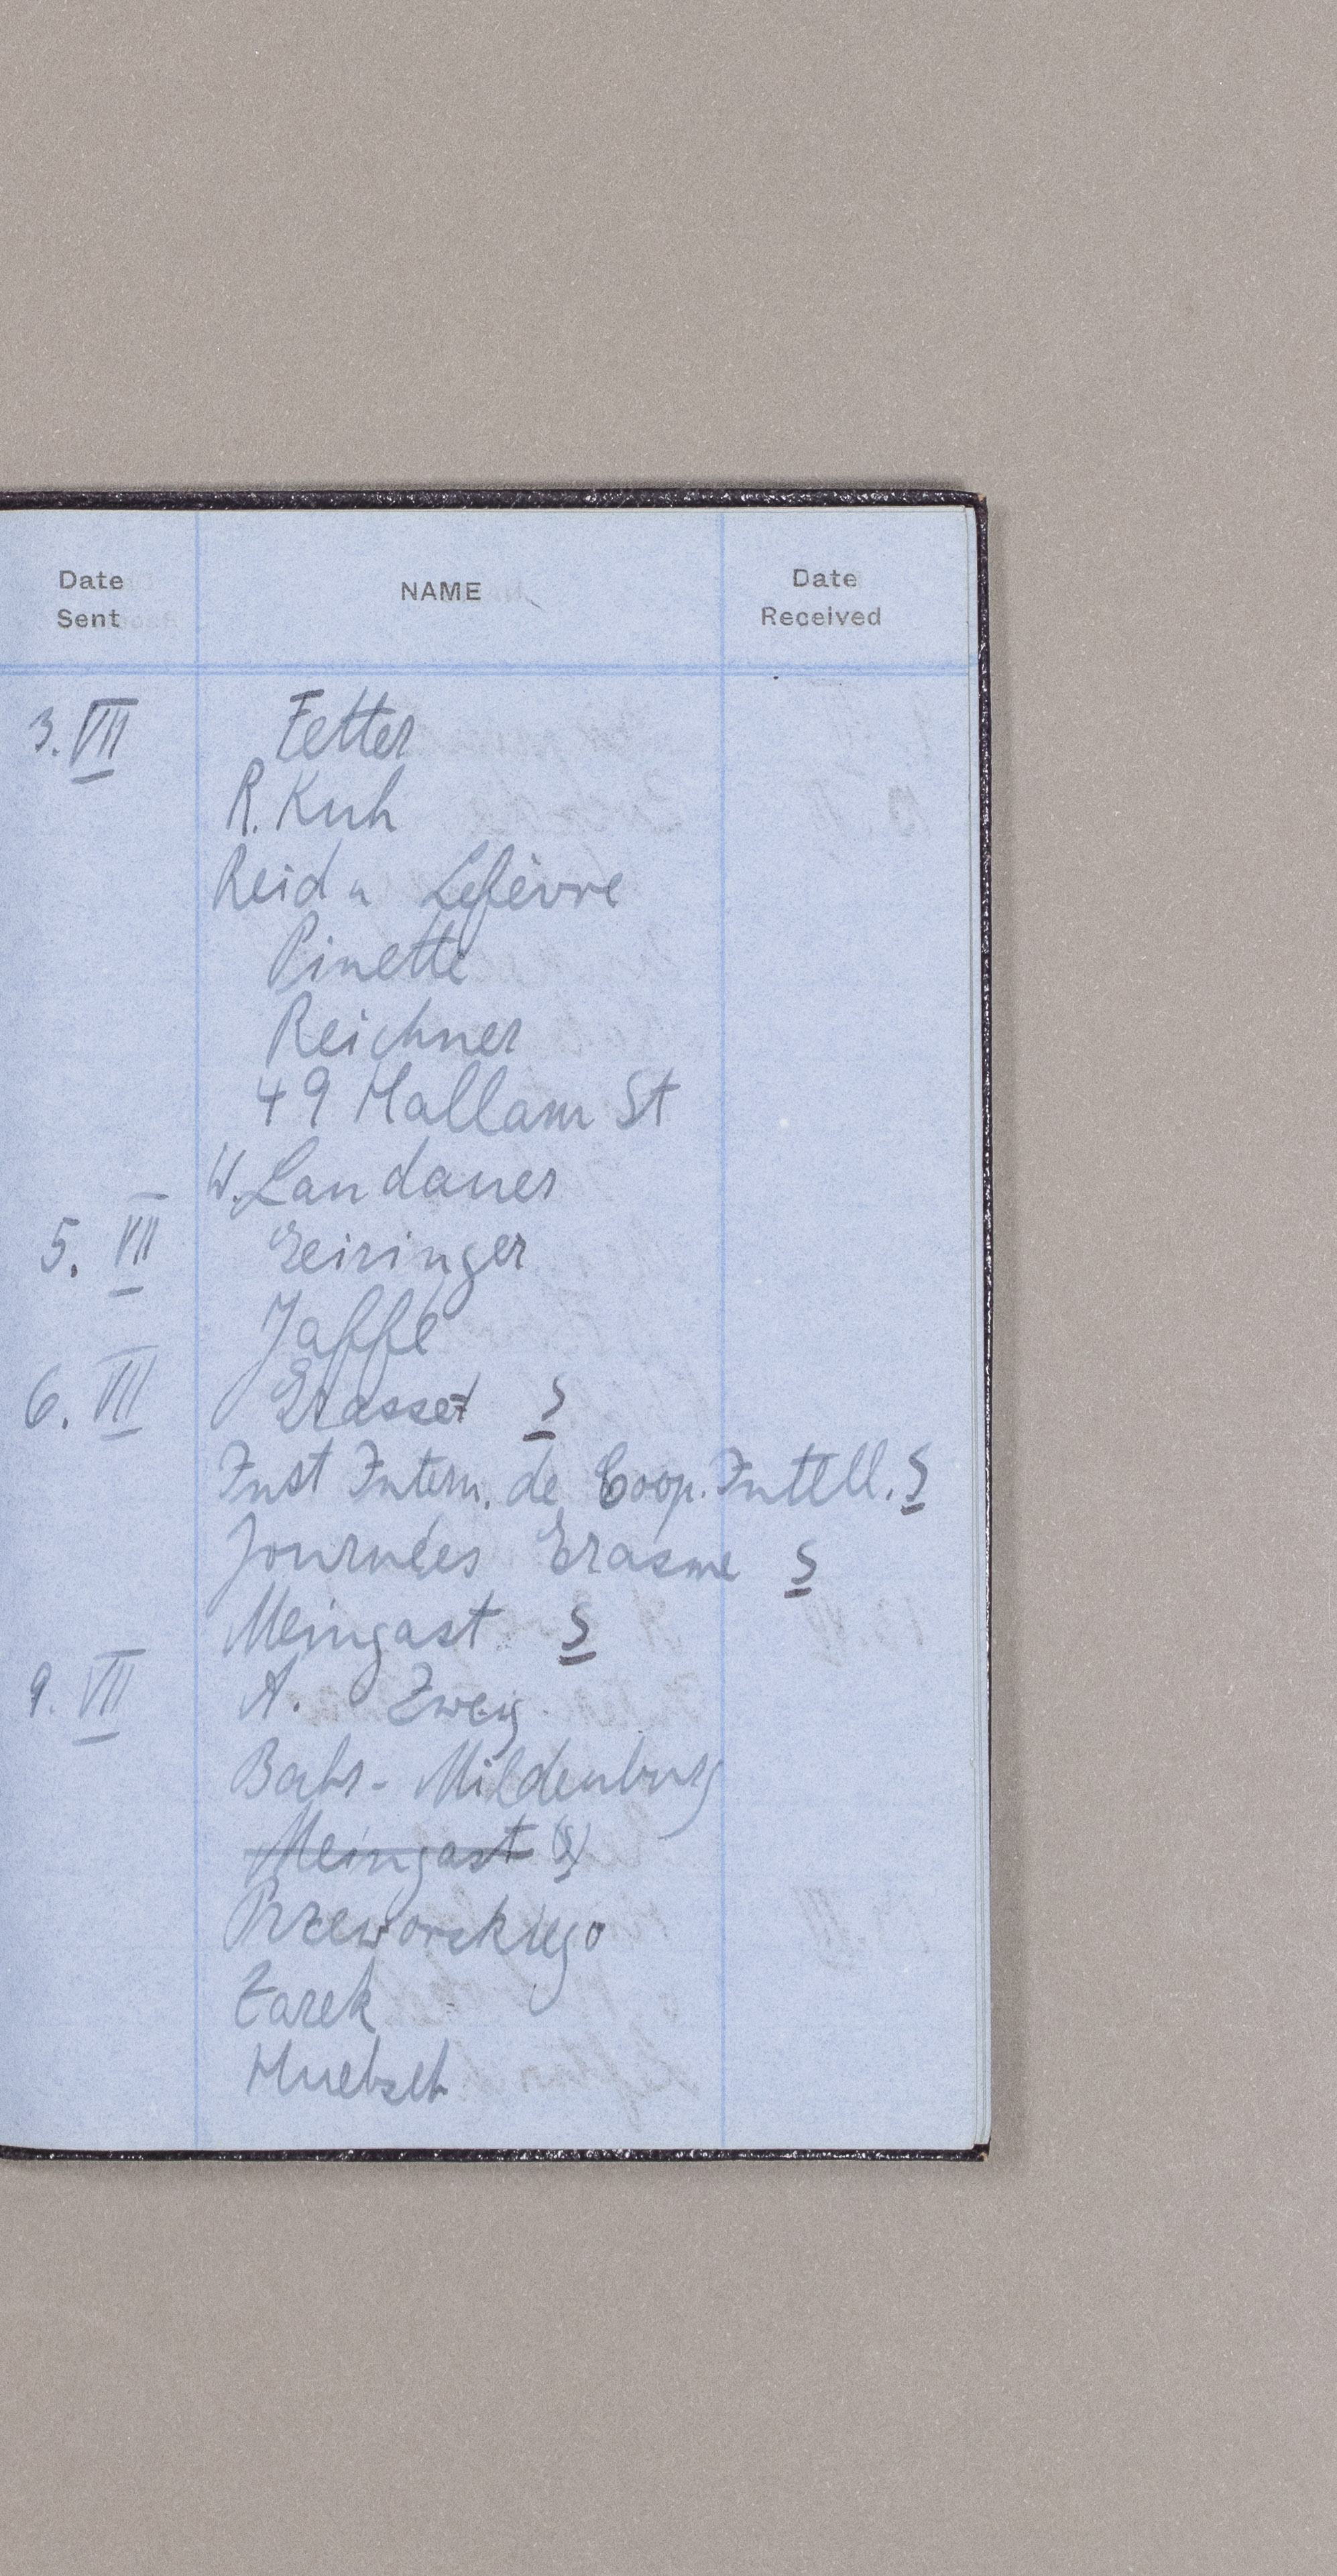 Date Sent NAME Date Received
3. VII Fetter
R. Kuh
Reid u Lefèvre
Pinette
Reichner
49 Hallam St
W. Landauer
5. VII Geiringer
Jaffé
6. VII Grasset S
Inst Intern. de Coop. Intell. S
Journées Erasme S
Meingast S
9. VII A. Zweig
Bahr-Mildenburg
Meingast (S)
Przeworskiego
Zarek
Huebsch